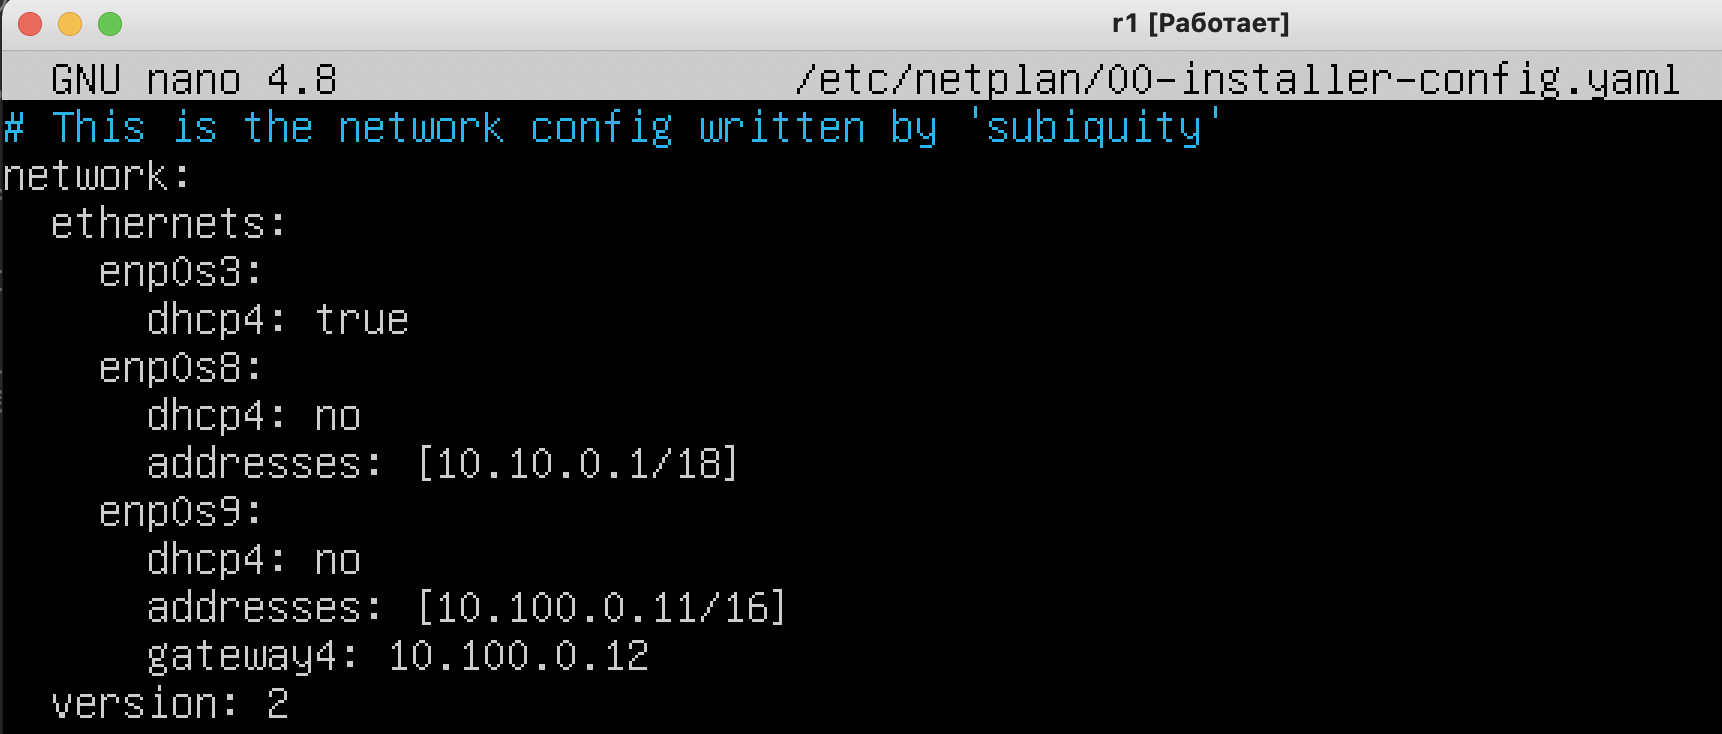 r1 [Работает]
GNU nano 4.8 /etc/netplan/00-installer-config.yaml
# This is the network config written by 'subiquity'
network:
  ethernets:
    enp0s3:
      dhcp4: true
    enp0s8:
      dhcp4: no
      addresses: [10.10.0.1/18]
    enp0s9:
      dhcp4: no
      addresses: [10.100.0.11/16]
      gateway4: 10.100.0.12
  version: 2